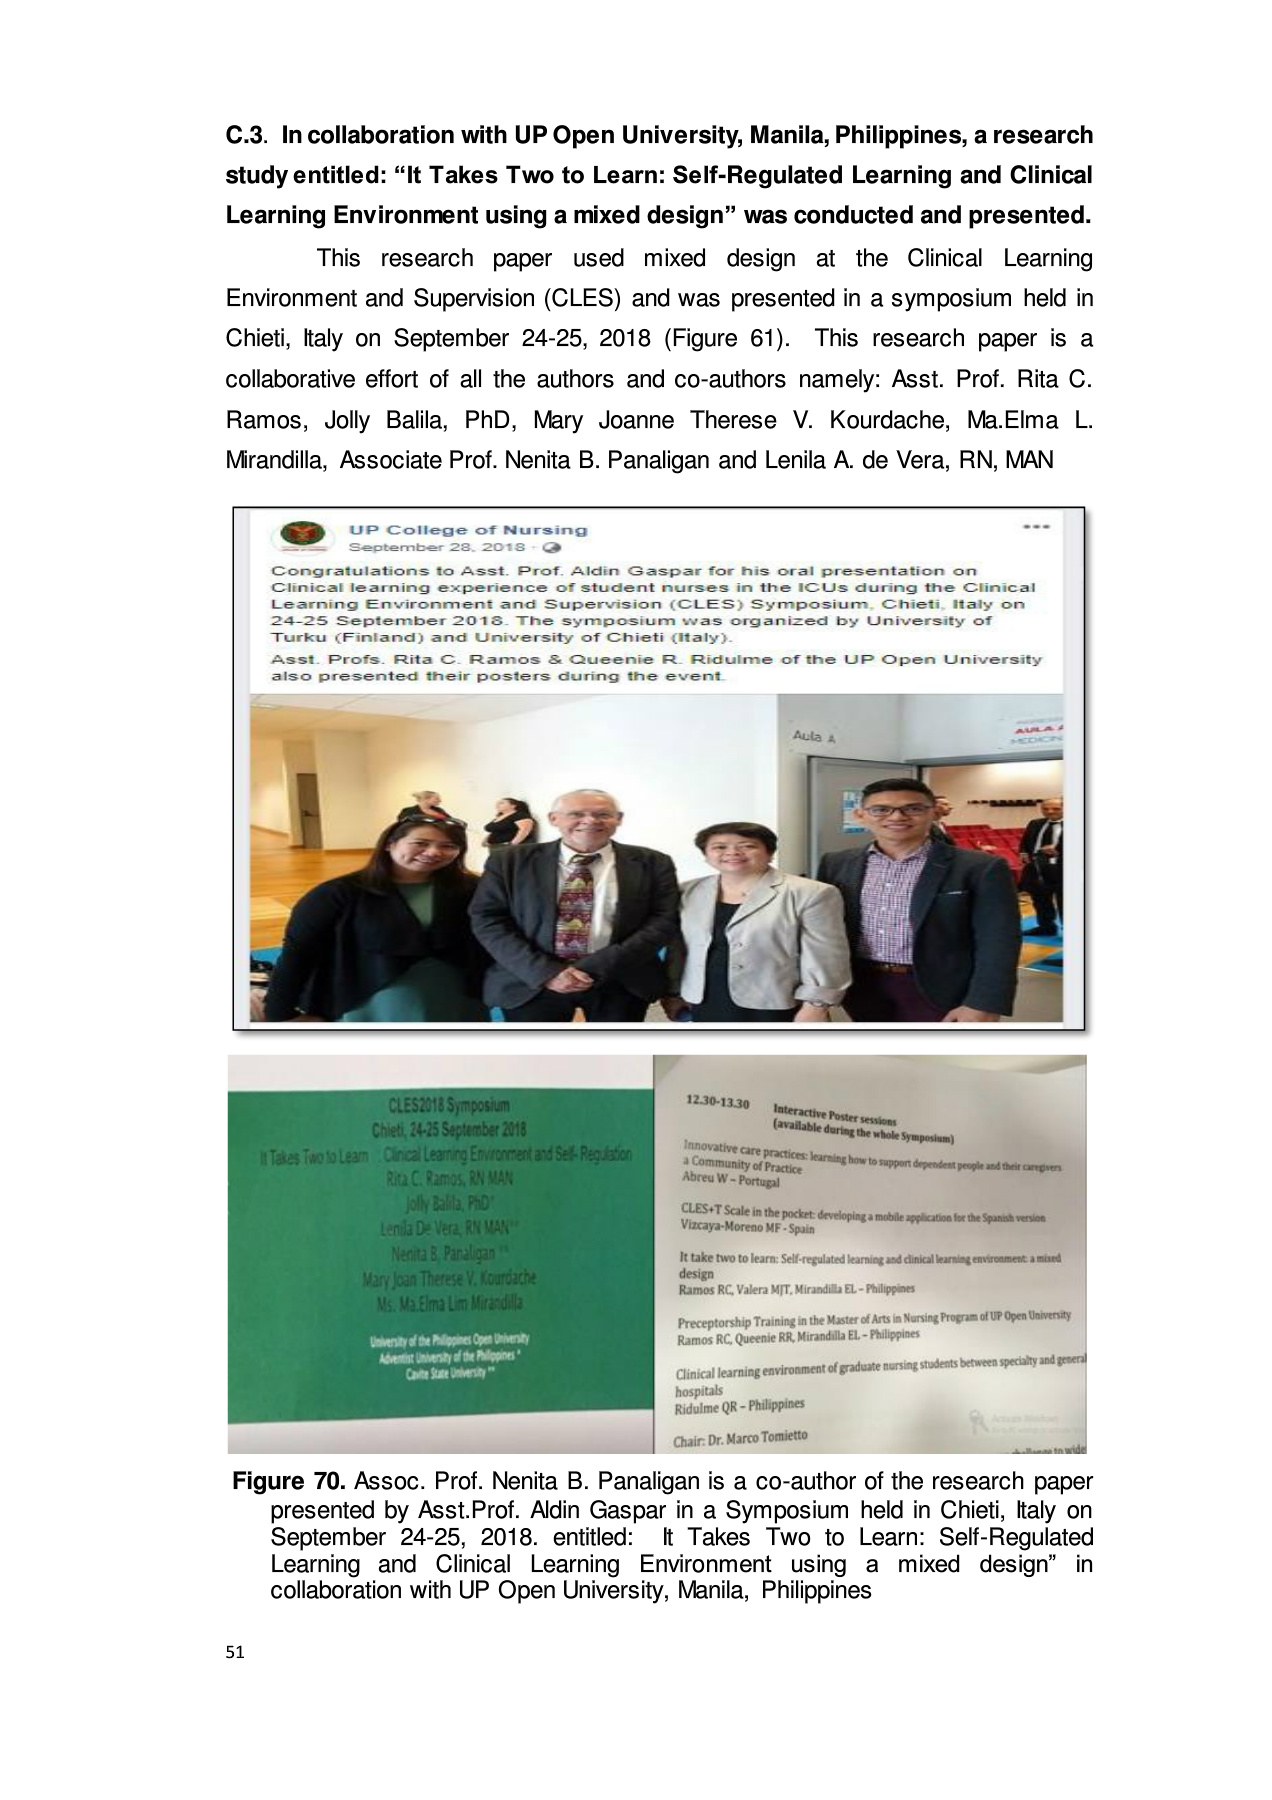 C.3. In collaboration with UP Open University, Manila, Philippines, a research
study entitled: “It Takes Two to Learn: Self-Regulated Learning and Clinical
Learning Environment using a mixed design” was conducted and presented.
This research paper used mixed design at the Clinical Learning
Environment and Supervision (CLES) and was presented in a symposium held in
Chieti, Italy on September 24-25, 2018 (Figure 61). This research paper is a
collaborative effort of all the authors and co-authors namely: Asst. Prof. Rita C.
Ramos, Jolly Balila, PhD, Mary Joanne Therese V. Kourdache, Ma.Elma L.
Mirandilla, Associate Prof. Nenita B. Panaligan and Lenila A. de Vera, RN, MAN
UP College of Nursing
September 28, 2018 ·
Congratulations to Asst. Prof. Aldin Gaspar for his oral presentation on
Clinical learning experience of student nurses in the ICUs during the Clinical
Learning Environment and Supervision (CLES) Symposium, Chieti, Italy on
24-25 September 2018. The symposium was organized by University of
Turku (Finland) and University of Chieti (Italy).
Asst. Profs. Rita C. Ramos & Queenie R. Ridulme of the UP Open University
also presented their posters during the event.
Aula A
AULA A
MEDICIN
CLES2018 Symposium
Chieti, 24-25 September 2018
It Takes Two to Learn : Clinical Learning Environment and Self- Regulation
Rita C. Ramos, RN MAN
Jolly Balila, PhD*
Lenila De Vera, RN MAN**
Nenita B. Panaligan **
Mary Joan Therese V. Kourdache
Ms. Ma.Elma Lim Mirandilla
University of the Philippines Open University
Adventist University of the Philippines *
Cavite State University **
12.30-13.30 Interactive Poster sessions
(available during the whole Symposium)
Innovative care practices: learning how to support dependent people and their caregivers
a Community of Practice
Abreu W – Portugal
CLES+T Scale in the pocket: developing a mobile application for the Spanish version
Vizcaya-Moreno MF - Spain
It take two to learn: Self-regulated learning and clinical learning environment: a mixed
design
Ramos RC, Valera MJT, Mirandilla EL – Philippines
Preceptorship Training in the Master of Arts in Nursing Program of UP Open University
Ramos RC, Queenie RR, Mirandilla EL – Philippines
Clinical learning environment of graduate nursing students between specialty and general
hospitals
Ridulme QR – Philippines
Chair: Dr. Marco Tomietto
challenge to wide
Figure 70. Assoc. Prof. Nenita B. Panaligan is a co-author of the research paper
presented by Asst.Prof. Aldin Gaspar in a Symposium held in Chieti, Italy on
September 24-25, 2018. entitled: It Takes Two to Learn: Self-Regulated
Learning and Clinical Learning Environment using a mixed design” in
collaboration with UP Open University, Manila, Philippines
51